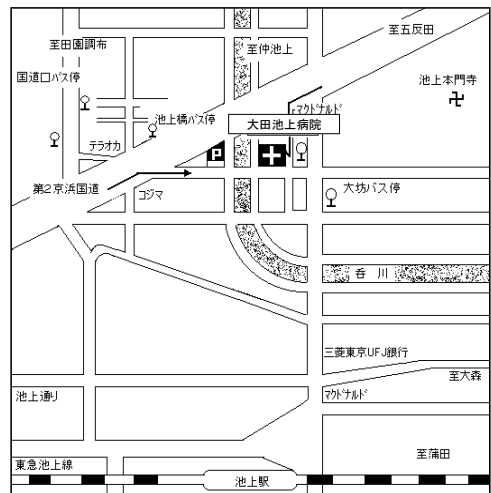 至五反田
至田園調布
至仲池上
国道口バス停
池上本門寺
マクドナルド
池上橋バス停
大田池上病院
テラオカ
P
第2京浜国道
コジマ
大坊バス停
呑川
三菱東京UFJ銀行
至大森
池上通り
マクドナルド
至蒲田
東急池上線
池上駅